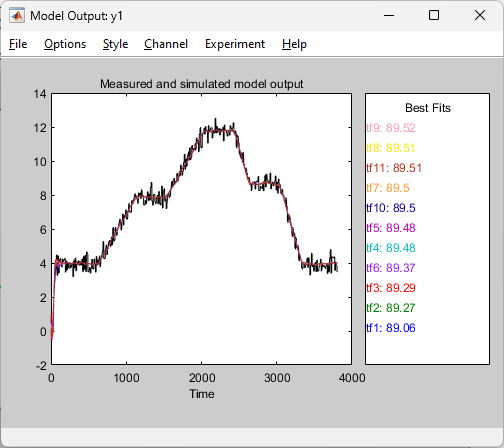 Model Output: y1
File Options Style Channel Experiment Help
Measured and simulated model output
14
12
10
8
6
4
2
0
-2
0 1000 2000 3000 4000
Time
Best Fits
tf9: 89.52
tf8: 89.51
tf11: 89.51
tf7: 89.5
tf10: 89.5
tf5: 89.48
tf4: 89.48
tf6: 89.37
tf3: 89.29
tf2: 89.27
tf1: 89.06